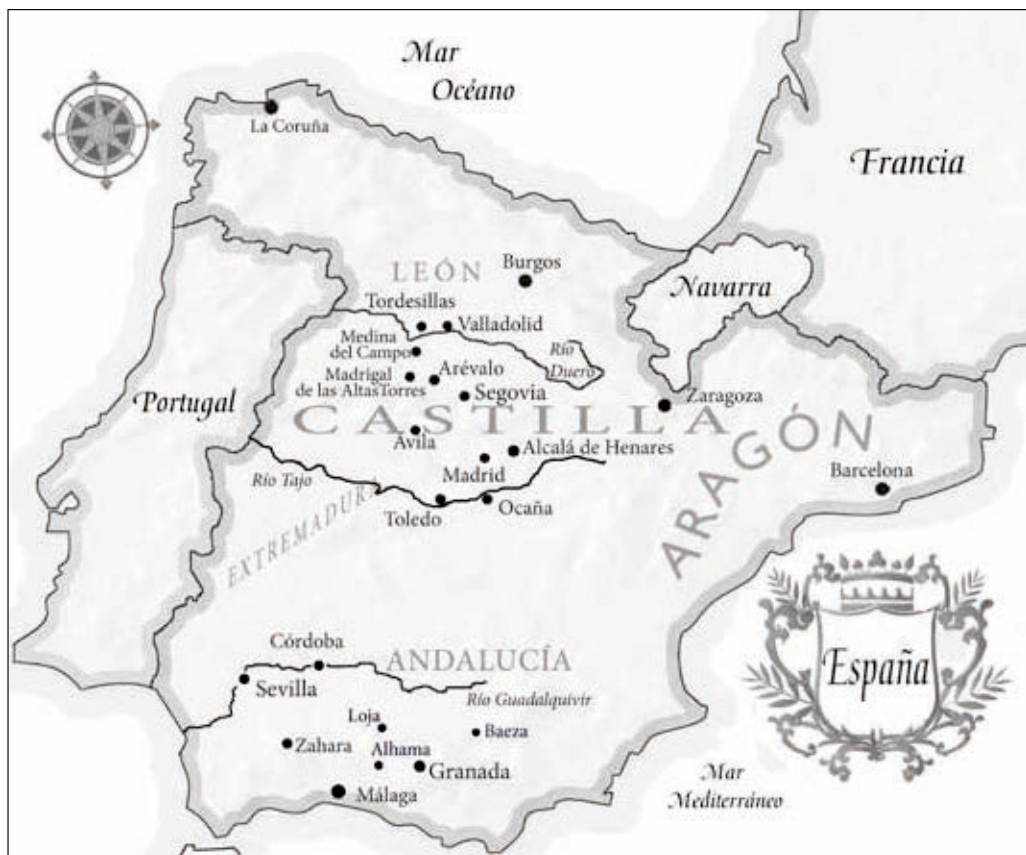 Mar
Océano
La Coruña
Francia
LEÓN
Burgos
Navarra
Tordesillas
Valladolid
Medina
del Campo
Río
Duero
Arévalo
Madrigal
de las AltasTorres
Segovia
Portugal
Zaragoza
CASTILLA
ARAGÓN
Ávila
Alcalá de Henares
Madrid
Barcelona
Río Tajo
EXTREMADURA
Toledo
Ocaña
Córdoba
ANDALUCÍA
España
Sevilla
Río Guadalquivir
Loja
Baeza
Zahara
Alhama
Granada
Málaga
Mar
Mediterráneo